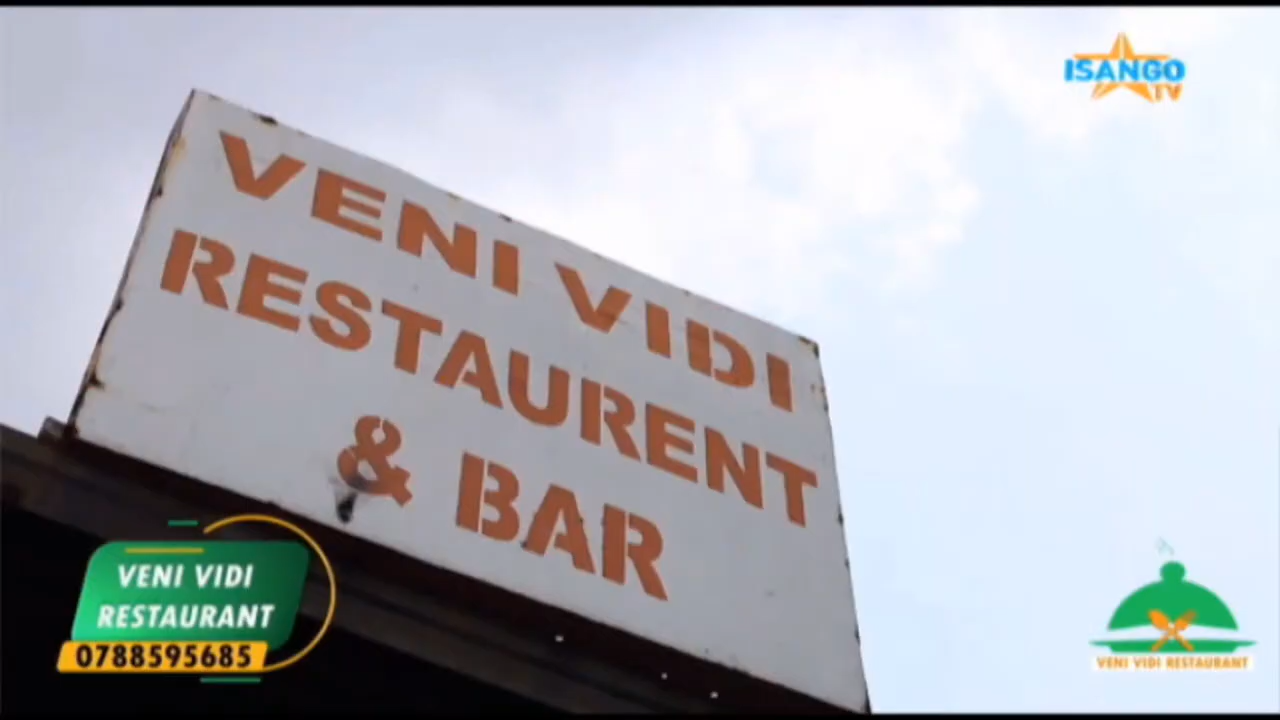 ISANGO
TV
VENI VIDI
RESTAURENT
& BAR
VENI VIDI
RESTAURANT
0788595685
VENI VIDI RESTAURANT